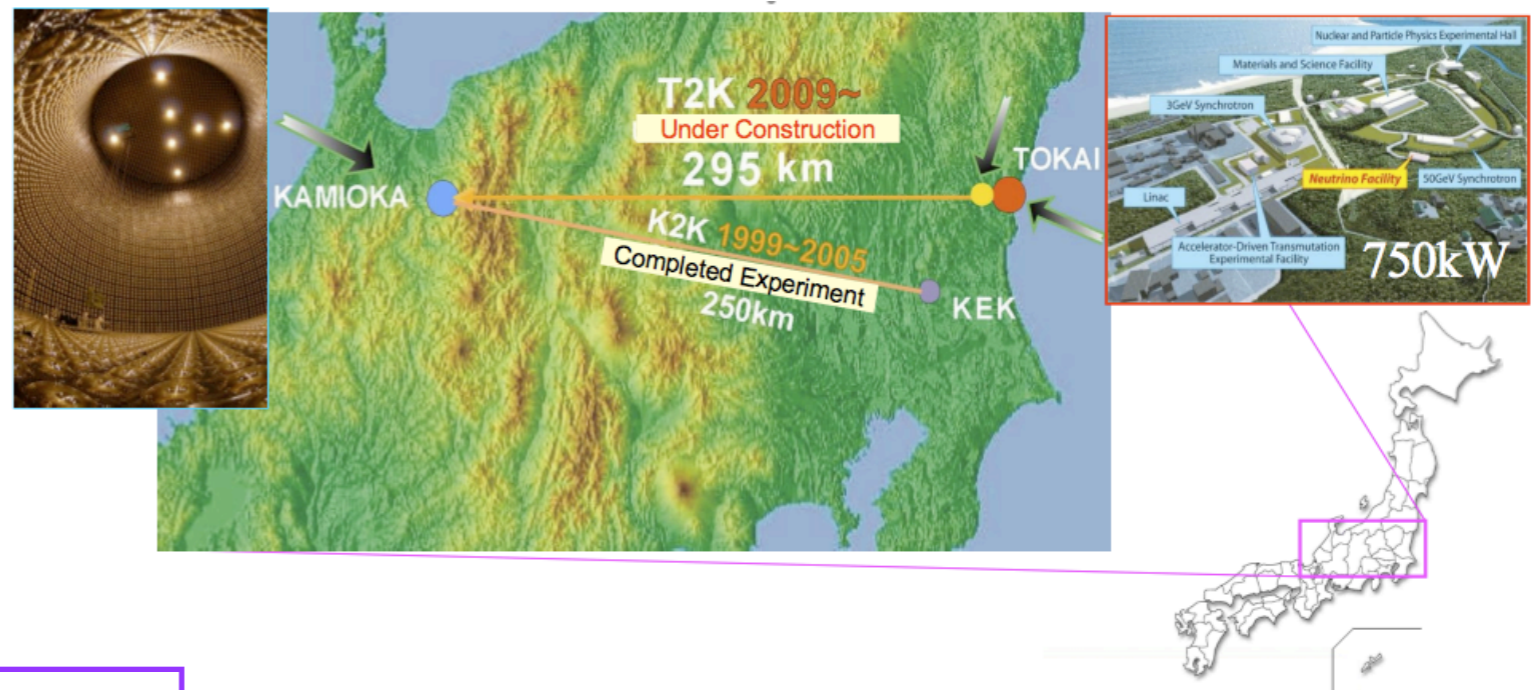 T2K 2009~
Under Construction
295 km
KAMIOKA
TOKAI
K2K 1999~2005
Completed Experiment
250km
KEK
Nuclear and Particle Physics Experimental Hall
Materials and Science Facility
3GeV Synchrotron
Neutrino Facility
50GeV Synchrotron
Linac
Accelerator-Driven Transmutation
Experimental Facility
750kW